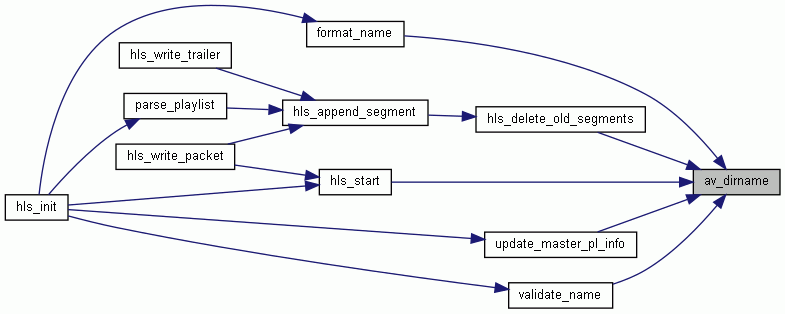 format_name
hls_write_trailer
parse_playlist
hls_append_segment
hls_delete_old_segments
hls_write_packet
hls_start
av_dirname
hls_init
update_master_pl_info
validate_name